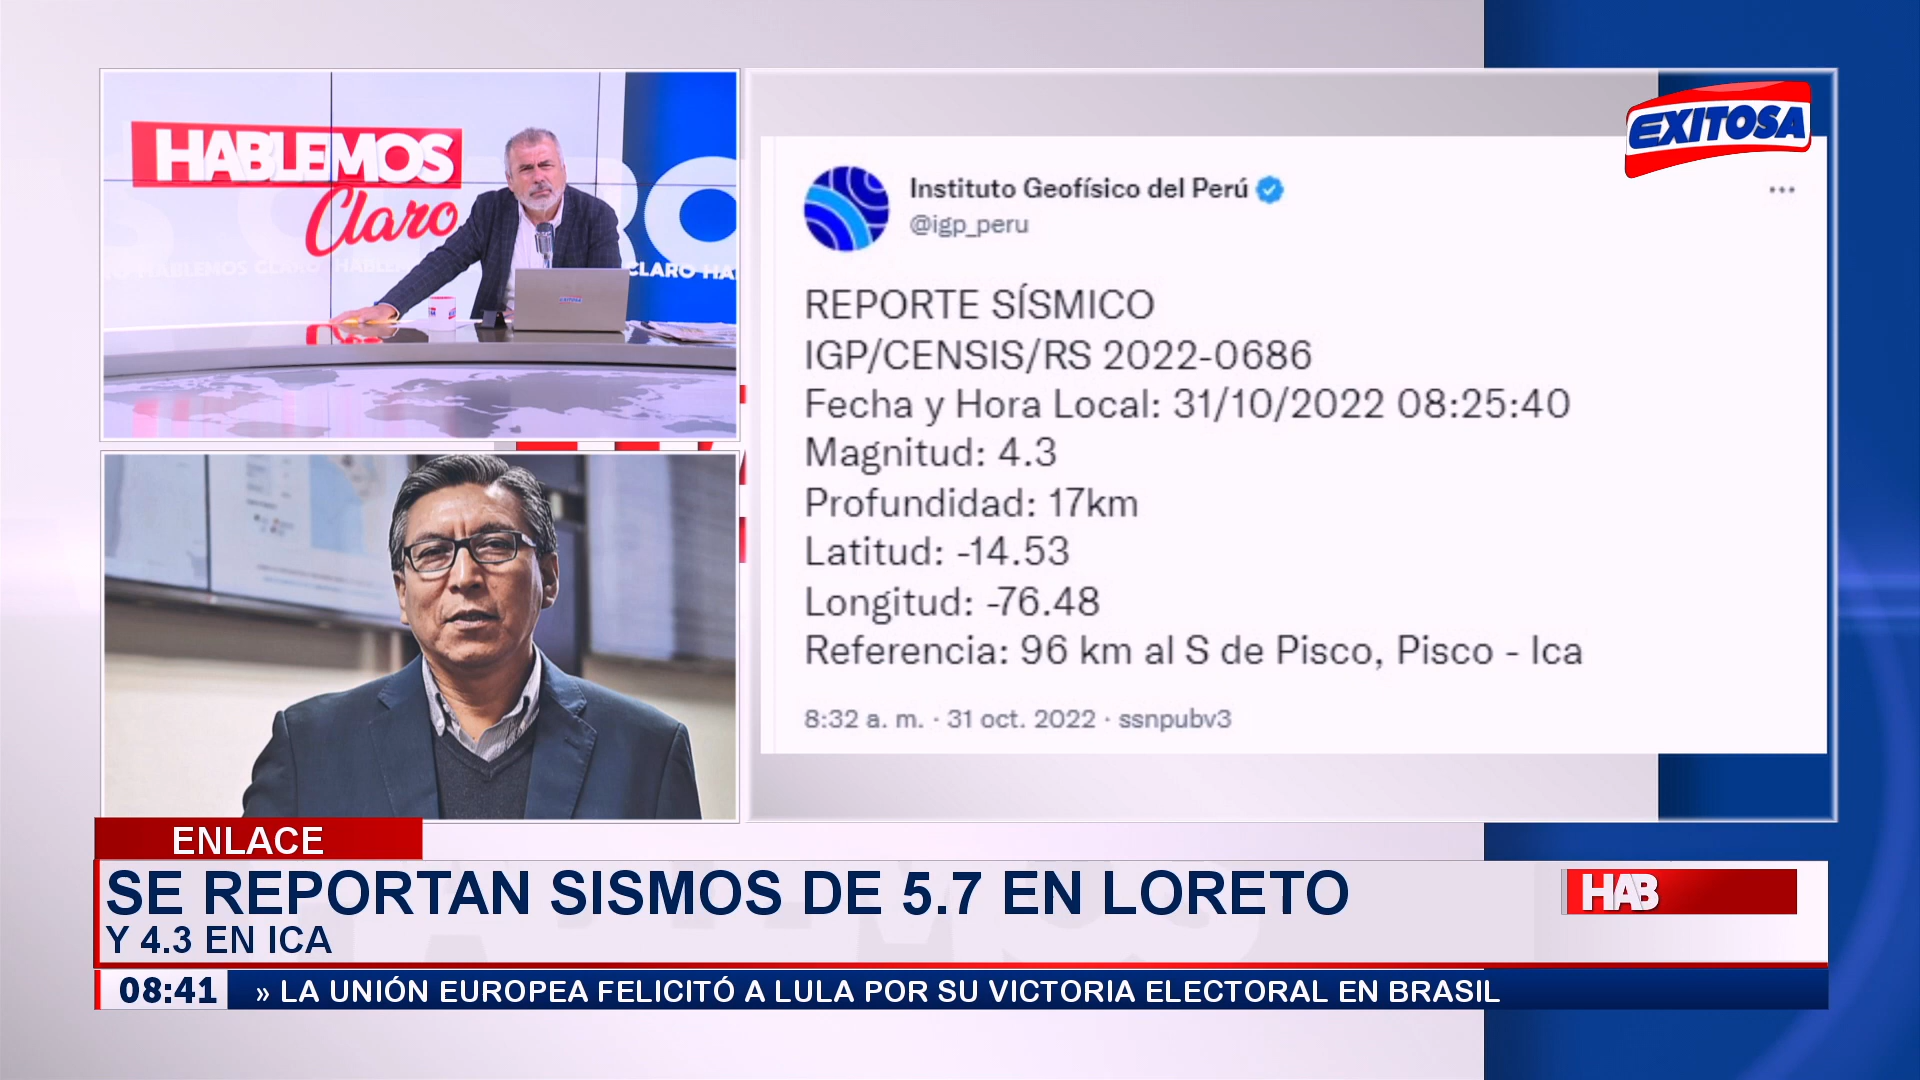 HABLEMOS
Claro
EXITOSA
Instituto Geofísico del Perú
@igp_peru
REPORTE SÍSMICO
IGP/CENSIS/RS 2022-0686
Fecha y Hora Local: 31/10/2022 08:25:40
Magnitud: 4.3
Profundidad: 17km
Latitud: -14.53
Longitud: -76.48
Referencia: 96 km al S de Pisco, Pisco - Ica
8:32 a. m. · 31 oct. 2022 · ssnpubv3
ENLACE
SE REPORTAN SISMOS DE 5.7 EN LORETO
Y 4.3 EN ICA
HAB
08:41
» LA UNIÓN EUROPEA FELICITÓ A LULA POR SU VICTORIA ELECTORAL EN BRASIL